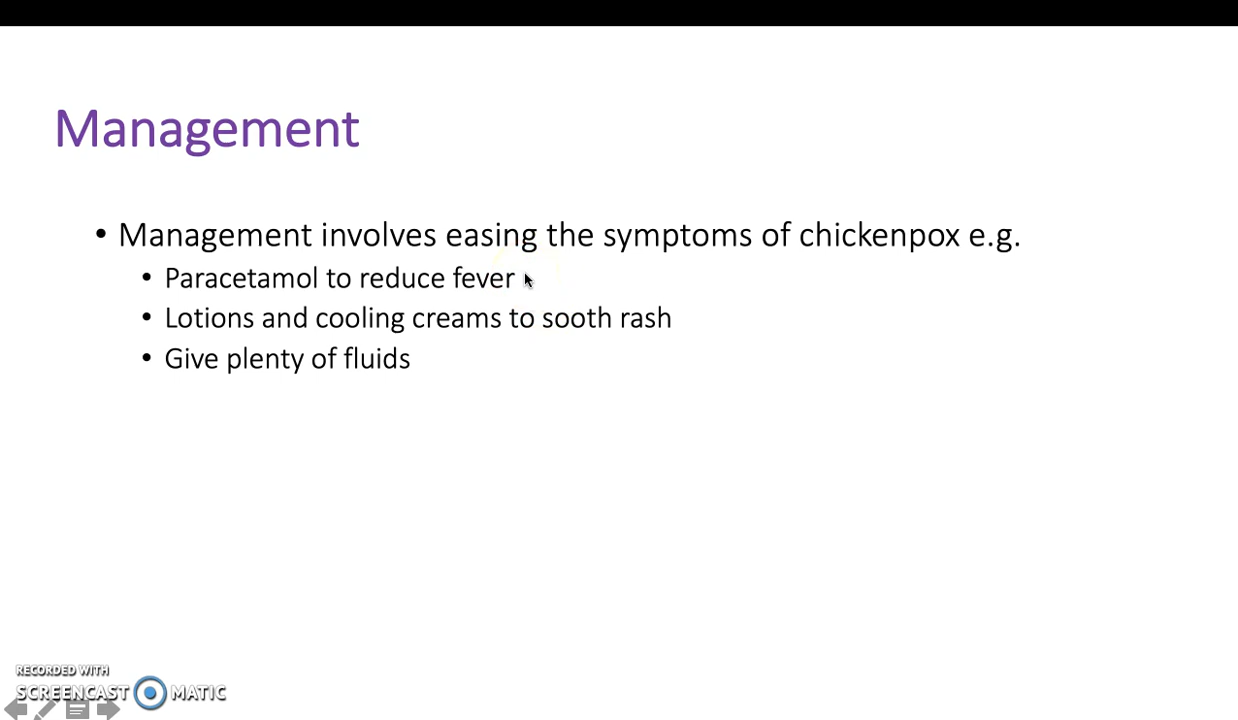 Management
• Management involves easing the symptoms of chickenpox e.g.
• Paracetamol to reduce fever
• Lotions and cooling creams to sooth rash
• Give plenty of fluids
RECORDED WITH
SCREENCAST MATIC